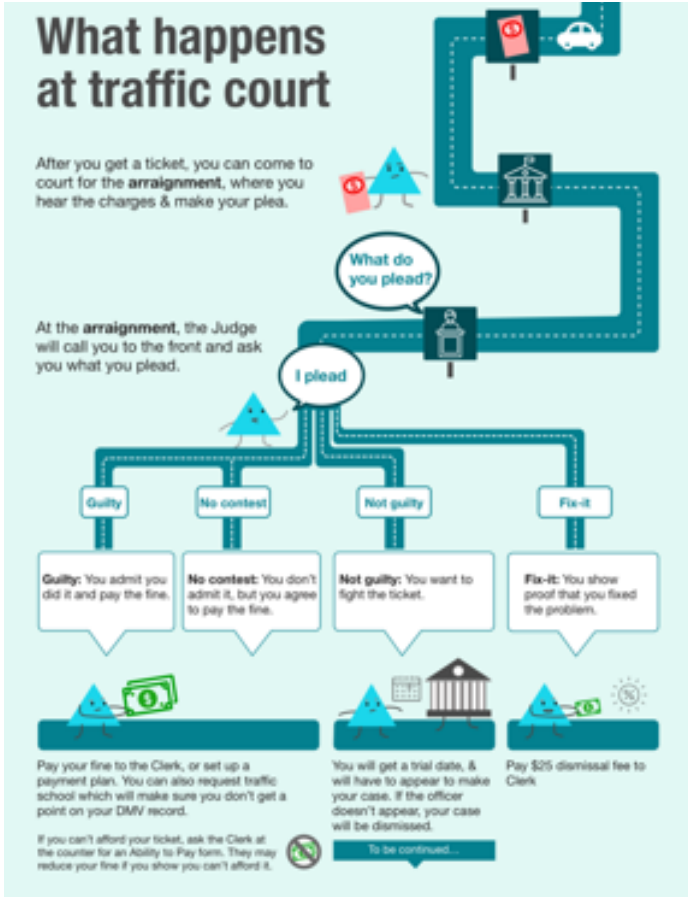 What happens
at traffic court
After you get a ticket, you can come to
court for the arraignment, where you
hear the charges & make your plea.
What do
you plead?
At the arraignment, the Judge
will call you to the front and ask
you what you plead.
I plead
Guilty
No contest
Not guilty
Fix-it
Guilty: You admit you
did it and pay the fine.
No contest: You don't
admit it, but you agree
to pay the fine.
Not guilty: You want to
fight the ticket.
Fix-it: You show
proof that you fixed
the problem.
Pay your fine to the Clerk, or set up a
payment plan. You can also request traffic
school which will make sure you don't get a
point on your DMV record.
If you can't afford your ticket, ask the Clerk at
the counter for an Ability to Pay form. They may
reduce your fine if you show you can't afford it.
You will get a trial date, &
will have to appear to make
your case. If the officer
doesn't appear, your case
will be dismissed.
To be continued...
Pay $25 dismissal fee to
Clerk